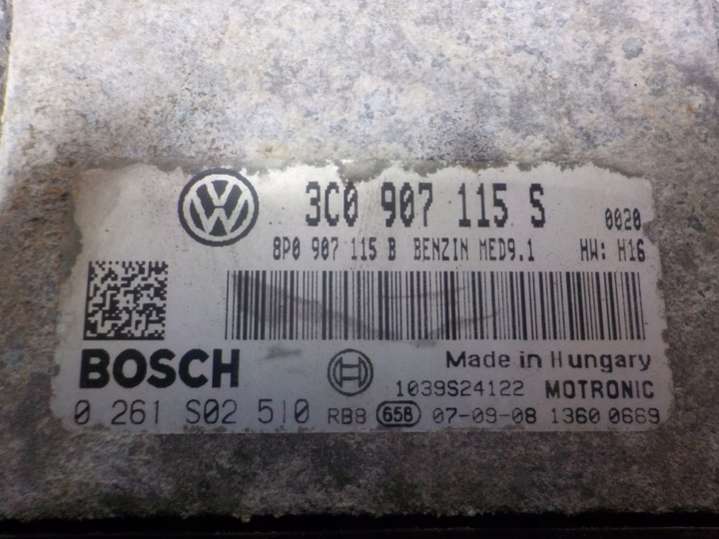 3C0 907 115 S 0020
8P0 907 115 B BENZIN MED9.1 HW: H16
BOSCH Made in Hungary
1039S24122 MOTRONIC
0 261 S02 510 RB8 658 07-09-08 1360 0669